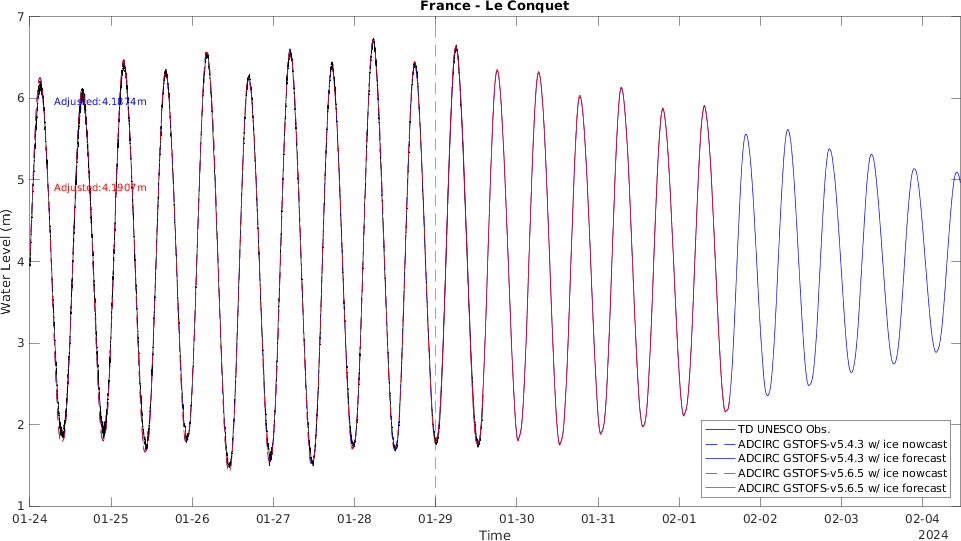 France - Le Conquet
7
6
5
4
3
2
1
Water Level (m)
Adjusted:4.1874m
Adjusted:4.1907m
TD UNESCO Obs.
ADCIRC GSTOFS-v5.4.3 w/ ice nowcast
ADCIRC GSTOFS-v5.4.3 w/ ice forecast
ADCIRC GSTOFS-v5.6.5 w/ ice nowcast
ADCIRC GSTOFS-v5.6.5 w/ ice forecast
01-24 01-25 01-26 01-27 01-28 01-29 01-30 01-31 02-01 02-02 02-03 02-04
Time
2024